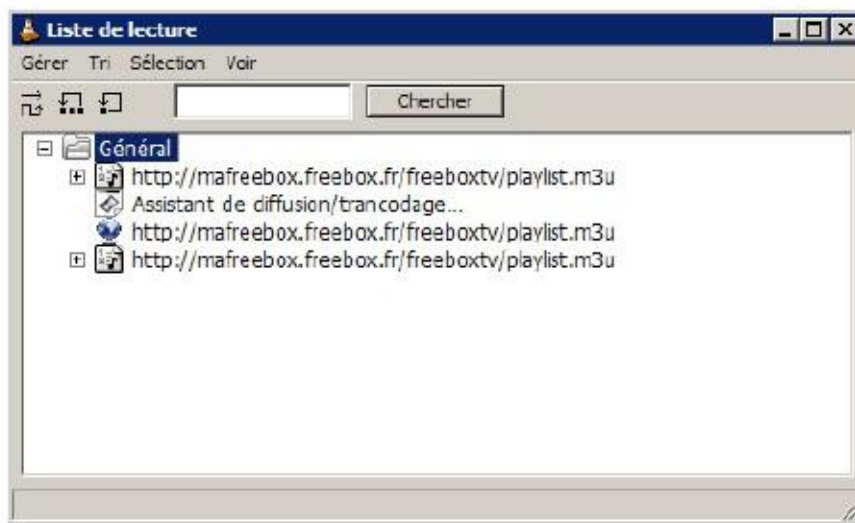 Liste de lecture
Gérer Tri Sélection Voir
Chercher
Général
http://mafreebox.freebox.fr/freeboxtv/playlist.m3u
Assistant de diffusion/trancodage...
http://mafreebox.freebox.fr/freeboxtv/playlist.m3u
http://mafreebox.freebox.fr/freeboxtv/playlist.m3u